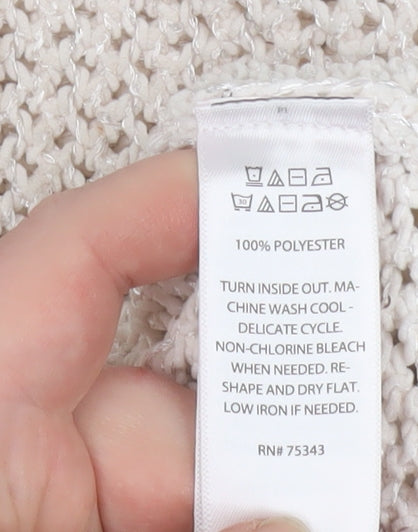 30
100% POLYESTER
TURN INSIDE OUT. MA-
CHINE WASH COOL -
DELICATE CYCLE.
NON-CHLORINE BLEACH
WHEN NEEDED. RE-
SHAPE AND DRY FLAT.
LOW IRON IF NEEDED.
RN# 75343